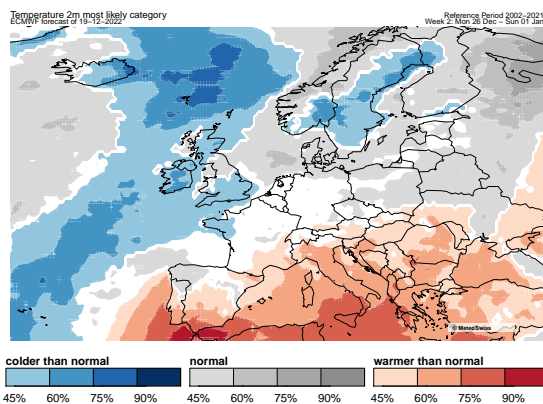 Temperature 2m most likely category
ECMWF forecast of 19-12-2022
Reference Period 2002-2021
Week 2: Mon 26 Dec - Sun 01 Jan
© MeteoSwiss
colder than normal normal warmer than normal
45% 60% 75% 90% 45% 60% 75% 90% 45% 60% 75% 90%